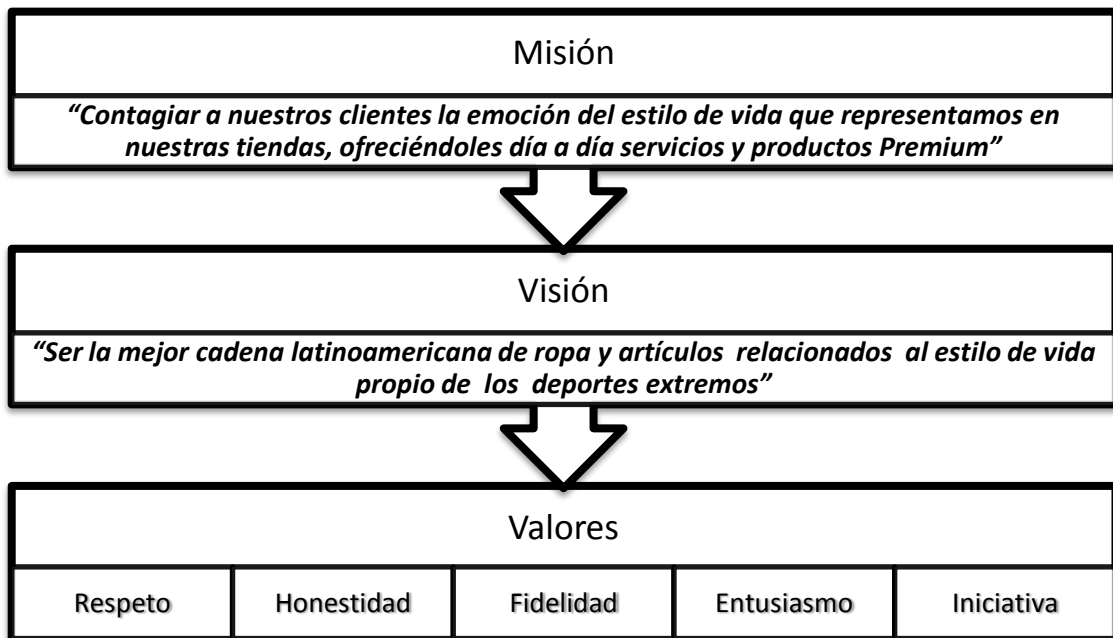 Misión
“Contagiar a nuestros clientes la emoción del estilo de vida que representamos en
nuestras tiendas, ofreciéndoles día a día servicios y productos Premium”
Visión
“Ser la mejor cadena latinoamericana de ropa y artículos relacionados al estilo de vida
propio de los deportes extremos”
Valores
Respeto
Honestidad
Fidelidad
Entusiasmo
Iniciativa